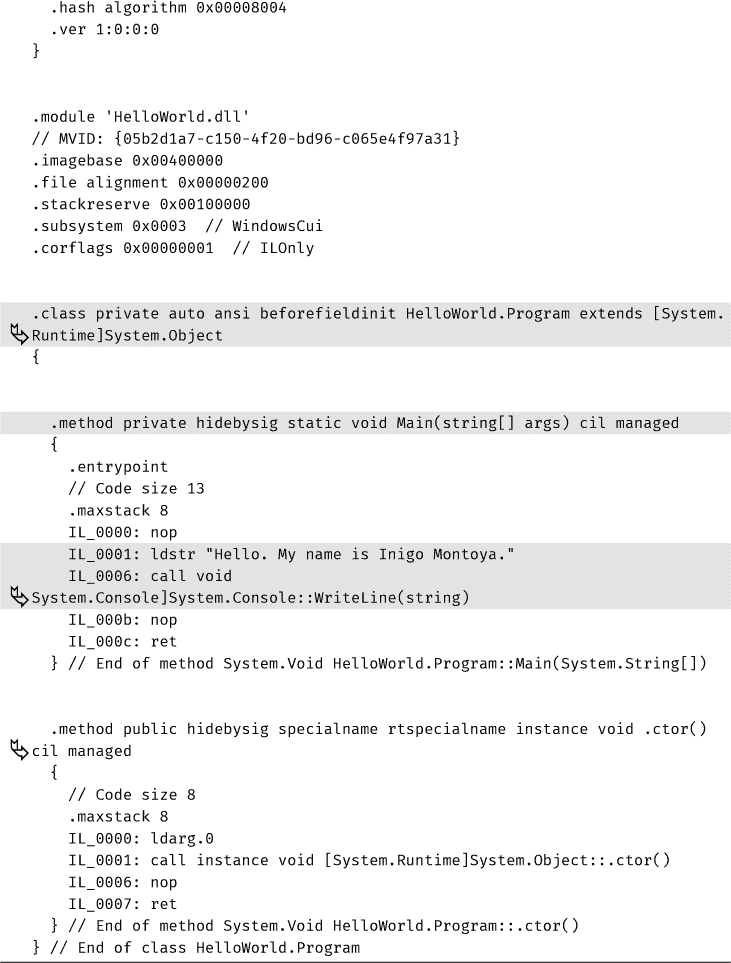 .hash algorithm 0x00008004
.ver 1:0:0:0
}
.module 'HelloWorld.dll'
// MVID: {05b2d1a7-c150-4f20-bd96-c065e4f97a31}
.imagebase 0x00400000
.file alignment 0x00000200
.stackreserve 0x00100000
.subsystem 0x0003  // WindowsCui
.corflags 0x00000001  // ILOnly
.class private auto ansi beforefieldinit HelloWorld.Program extends [System.
Runtime]System.Object
{
.method private hidebysig static void Main(string[] args) cil managed
{
.entrypoint
// Code size 13
.maxstack 8
IL_0000: nop
IL_0001: ldstr "Hello. My name is Inigo Montoya."
IL_0006: call void
System.Console]System.Console::WriteLine(string)
IL_000b: nop
IL_000c: ret
} // End of method System.Void HelloWorld.Program::Main(System.String[])
.method public hidebysig specialname rtspecialname instance void .ctor()
cil managed
{
// Code size 8
.maxstack 8
IL_0000: ldarg.0
IL_0001: call instance void [System.Runtime]System.Object::.ctor()
IL_0006: nop
IL_0007: ret
} // End of method System.Void HelloWorld.Program::.ctor()
} // End of class HelloWorld.Program